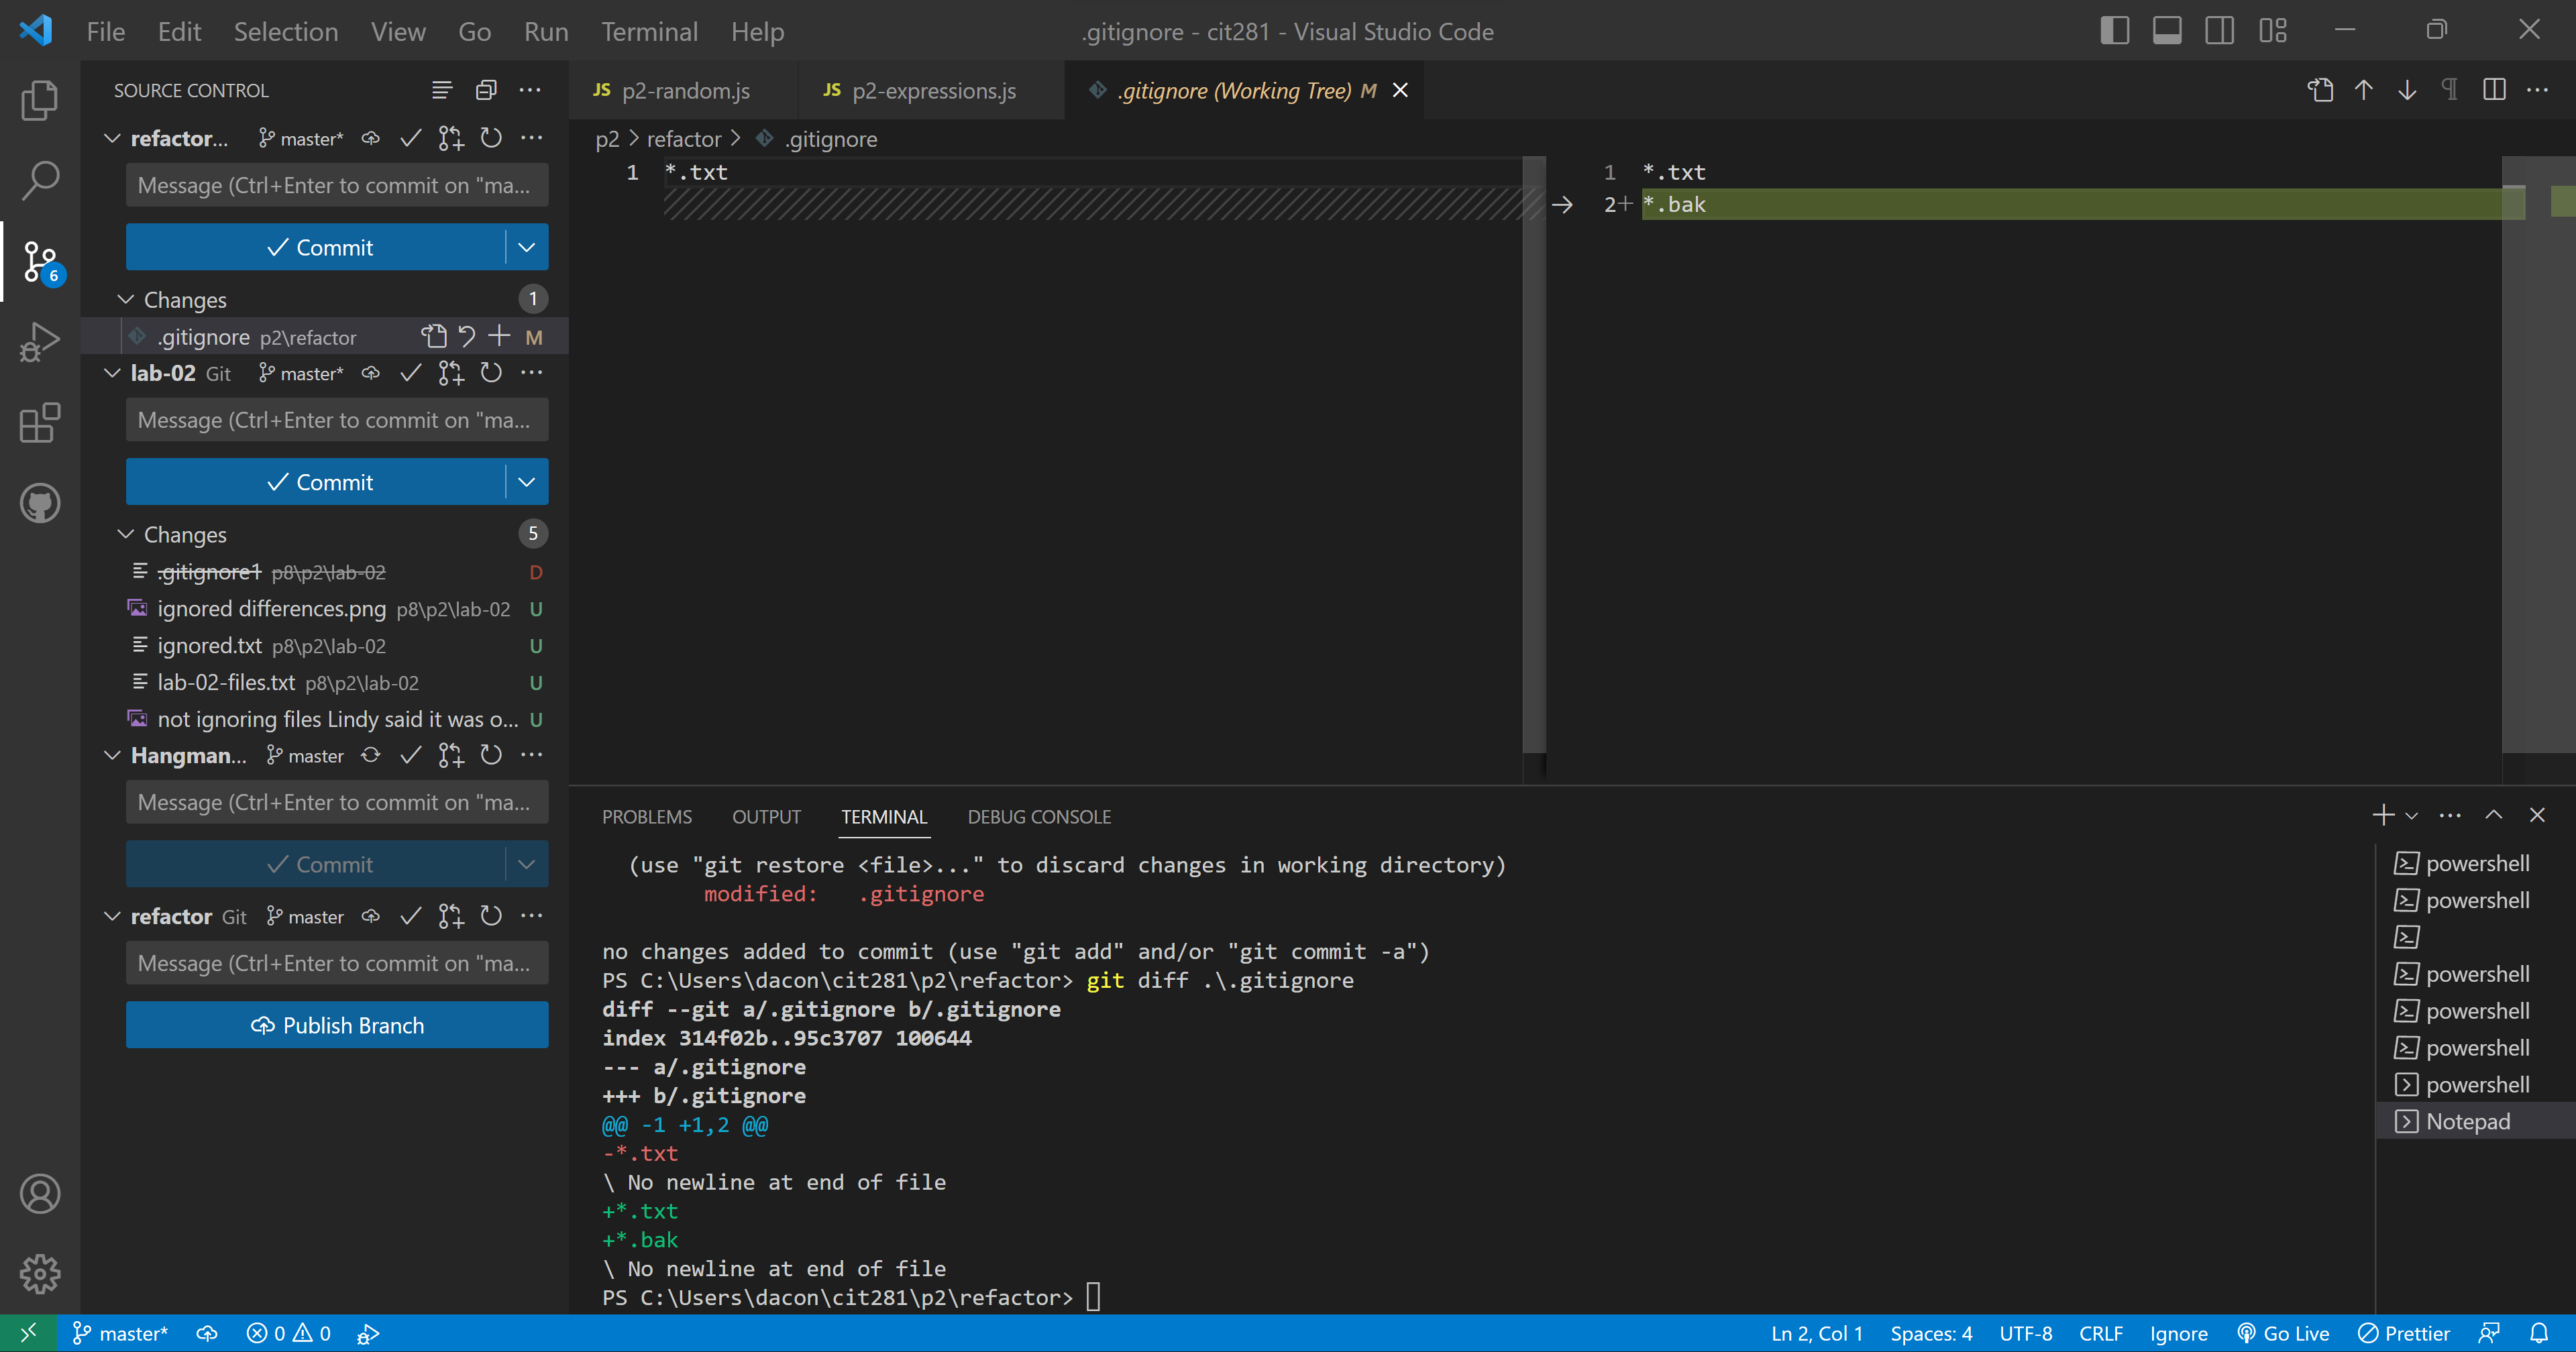 File Edit Selection View Go Run Terminal Help
.gitignore - cit281 - Visual Studio Code
SOURCE CONTROL
refactor... master*
Message (Ctrl+Enter to commit on "ma...
Commit
Changes 1
.gitignore p2\refactor M
lab-02 Git master*
Message (Ctrl+Enter to commit on "ma...
Commit
Changes 5
.gitignore1 p8\p2\lab-02 D
ignored differences.png p8\p2\lab-02 U
ignored.txt p8\p2\lab-02 U
lab-02-files.txt p8\p2\lab-02 U
not ignoring files Lindy said it was o... U
Hangman... master
Message (Ctrl+Enter to commit on "ma...
Commit
refactor Git master
Message (Ctrl+Enter to commit on "ma...
Publish Branch
6
JS p2-random.js
JS p2-expressions.js
.gitignore (Working Tree) M
p2 > refactor > .gitignore
1 *.txt
1 *.txt
2+ *.bak
PROBLEMS OUTPUT TERMINAL DEBUG CONSOLE
(use "git restore <file>..." to discard changes in working directory)
modified: .gitignore
no changes added to commit (use "git add" and/or "git commit -a")
PS C:\Users\dacon\cit281\p2\refactor> git diff .\.gitignore
diff --git a/.gitignore b/.gitignore
index 314f02b..95c3707 100644
--- a/.gitignore
+++ b/.gitignore
@@ -1 +1,2 @@
-*.txt
\ No newline at end of file
+*.txt
+*.bak
\ No newline at end of file
PS C:\Users\dacon\cit281\p2\refactor>
powershell
powershell
powershell
powershell
powershell
powershell
Notepad
master* 0 0
Ln 2, Col 1 Spaces: 4 UTF-8 CRLF Ignore Go Live Prettier